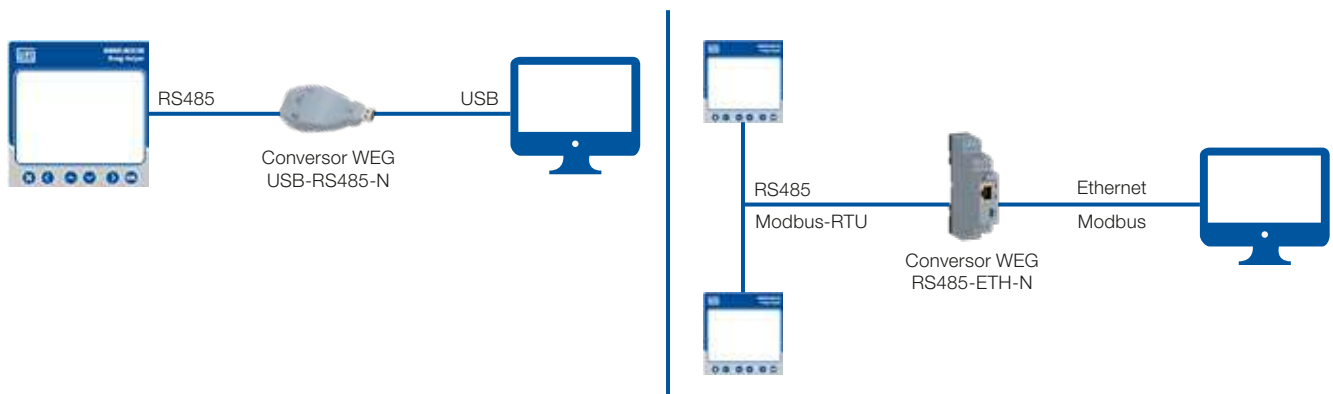 RS485
USB
Conversor WEG
USB-RS485-N
RS485
Modbus-RTU
Ethernet
Modbus
Conversor WEG
RS485-ETH-N